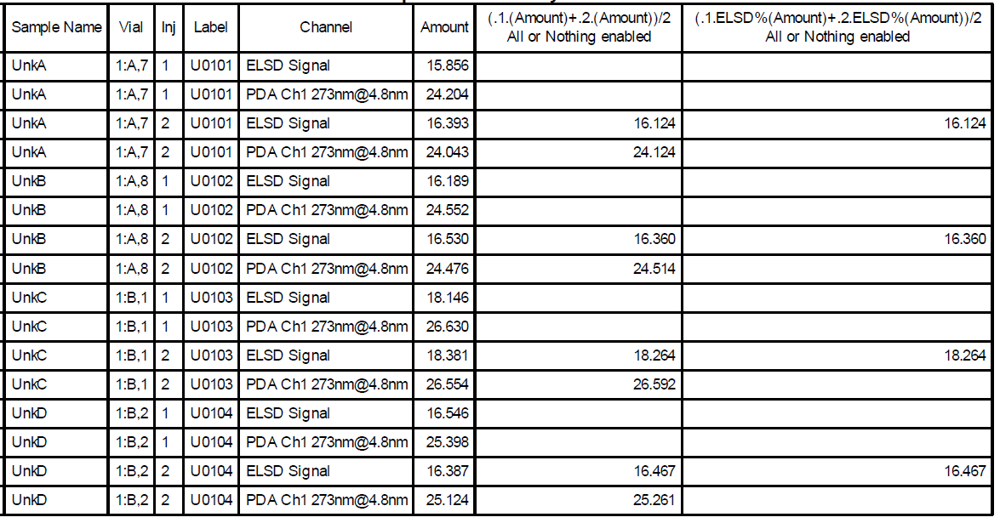 (.1.(Amount)+.2.(Amount))/2 (.1.ELSD%(Amount)+.2.ELSD%(Amount))/2
Sample Name Vial Inj Label Channel Amount All or Nothing enabled All or Nothing enabled
UnkA 1:A,7 1 U0101 ELSD Signal 15.856
UnkA 1:A,7 1 U0101 PDA Ch1 273nm@4.8nm 24.204
UnkA 1:A,7 2 U0101 ELSD Signal 16.393 16.124 16.124
UnkA 1:A,7 2 U0101 PDA Ch1 273nm@4.8nm 24.043 24.124
UnkB 1:A,8 1 U0102 ELSD Signal 16.189
UnkB 1:A,8 1 U0102 PDA Ch1 273nm@4.8nm 24.552
UnkB 1:A,8 2 U0102 ELSD Signal 16.530 16.360 16.360
UnkB 1:A,8 2 U0102 PDA Ch1 273nm@4.8nm 24.476 24.514
UnkC 1:B,1 1 U0103 ELSD Signal 18.146
UnkC 1:B,1 1 U0103 PDA Ch1 273nm@4.8nm 26.630
UnkC 1:B,1 2 U0103 ELSD Signal 18.381 18.264 18.264
UnkC 1:B,1 2 U0103 PDA Ch1 273nm@4.8nm 26.554 26.592
UnkD 1:B,2 1 U0104 ELSD Signal 16.546
UnkD 1:B,2 1 U0104 PDA Ch1 273nm@4.8nm 25.398
UnkD 1:B,2 2 U0104 ELSD Signal 16.387 16.467 16.467
UnkD 1:B,2 2 U0104 PDA Ch1 273nm@4.8nm 25.124 25.261